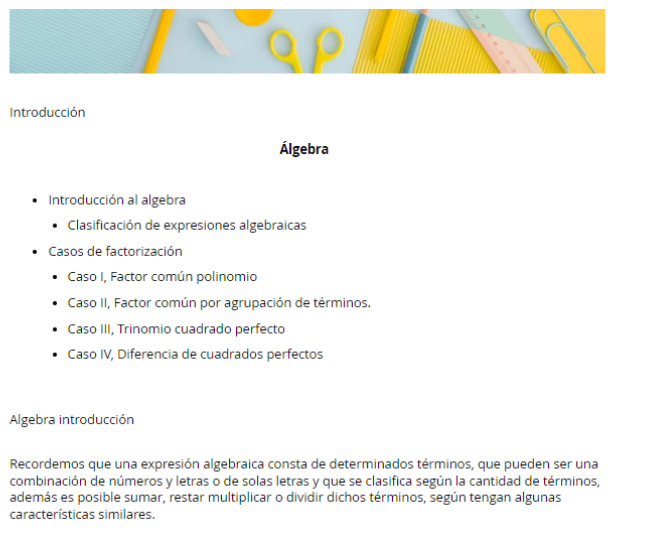 Introducción
Álgebra
Introducción al algebra
Clasificación de expresiones algebraicas
Casos de factorización
Caso I, Factor común polinomio
Caso II, Factor común por agrupación de términos.
Caso III, Trinomio cuadrado perfecto
Caso IV, Diferencia de cuadrados perfectos
Algebra introducción
Recordemos que una expresión algebraica consta de determinados términos, que pueden ser una
combinación de números y letras o de solas letras y que se clasifica según la cantidad de términos,
además es posible sumar, restar multiplicar o dividir dichos términos, según tengan algunas
características similares.